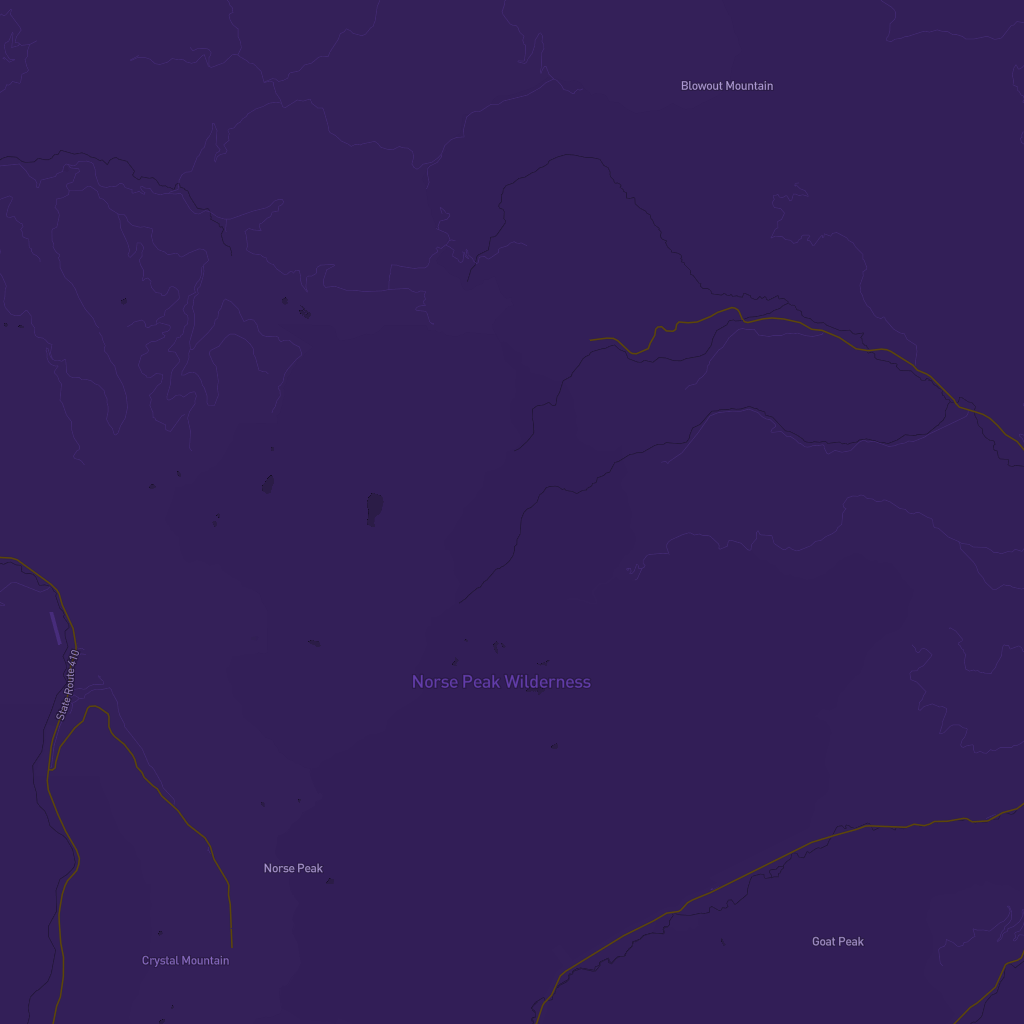 Blowout Mountain
State Route 410
Norse Peak Wilderness
Norse Peak
Goat Peak
Crystal Mountain